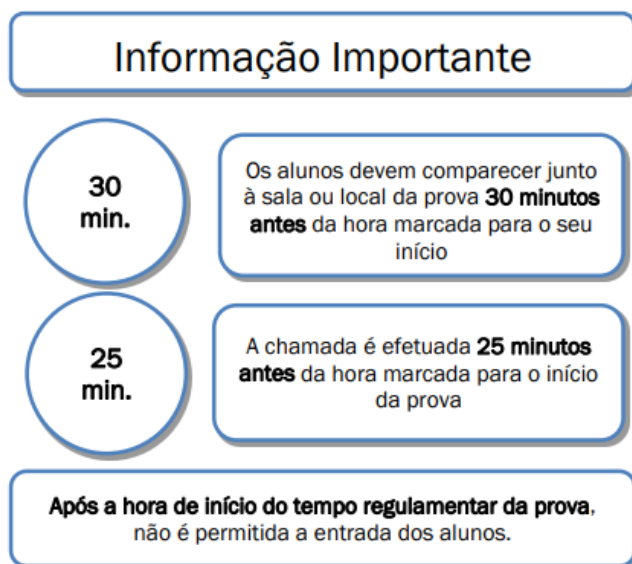 Informação Importante
30
min.
Os alunos devem comparecer junto
à sala ou local da prova 30 minutos
antes da hora marcada para o seu
início
25
min.
A chamada é efetuada 25 minutos
antes da hora marcada para o início
da prova
Após a hora de início do tempo regulamentar da prova,
não é permitida a entrada dos alunos.